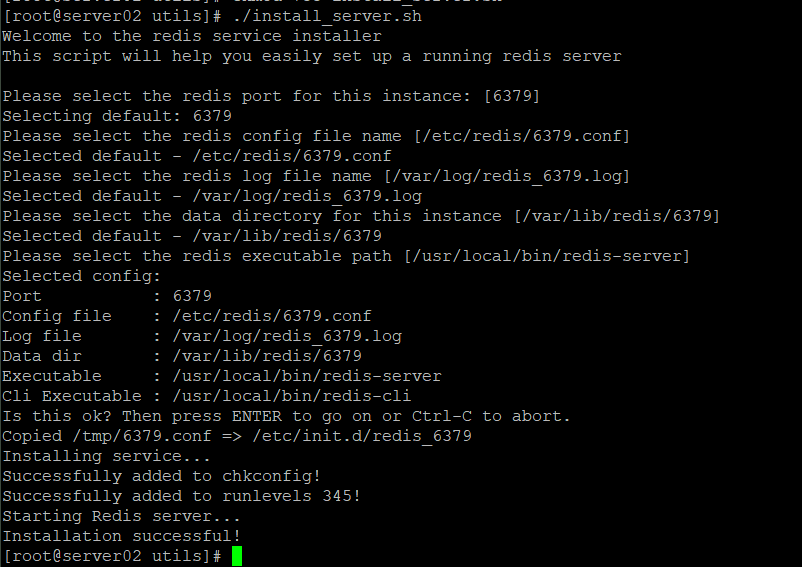 [root@server02 utils]# ./install_server.sh
Welcome to the redis service installer
This script will help you easily set up a running redis server
Please select the redis port for this instance: [6379]
Selecting default: 6379
Please select the redis config file name [/etc/redis/6379.conf]
Selected default - /etc/redis/6379.conf
Please select the redis log file name [/var/log/redis_6379.log]
Selected default - /var/log/redis_6379.log
Please select the data directory for this instance [/var/lib/redis/6379]
Selected default - /var/lib/redis/6379
Please select the redis executable path [/usr/local/bin/redis-server]
Selected config:
Port           : 6379
Config file    : /etc/redis/6379.conf
Log file       : /var/log/redis_6379.log
Data dir       : /var/lib/redis/6379
Executable     : /usr/local/bin/redis-server
Cli Executable : /usr/local/bin/redis-cli
Is this ok? Then press ENTER to go on or Ctrl-C to abort.
Copied /tmp/6379.conf => /etc/init.d/redis_6379
Installing service...
Successfully added to chkconfig!
Successfully added to runlevels 345!
Starting Redis server...
Installation successful!
[root@server02 utils]#